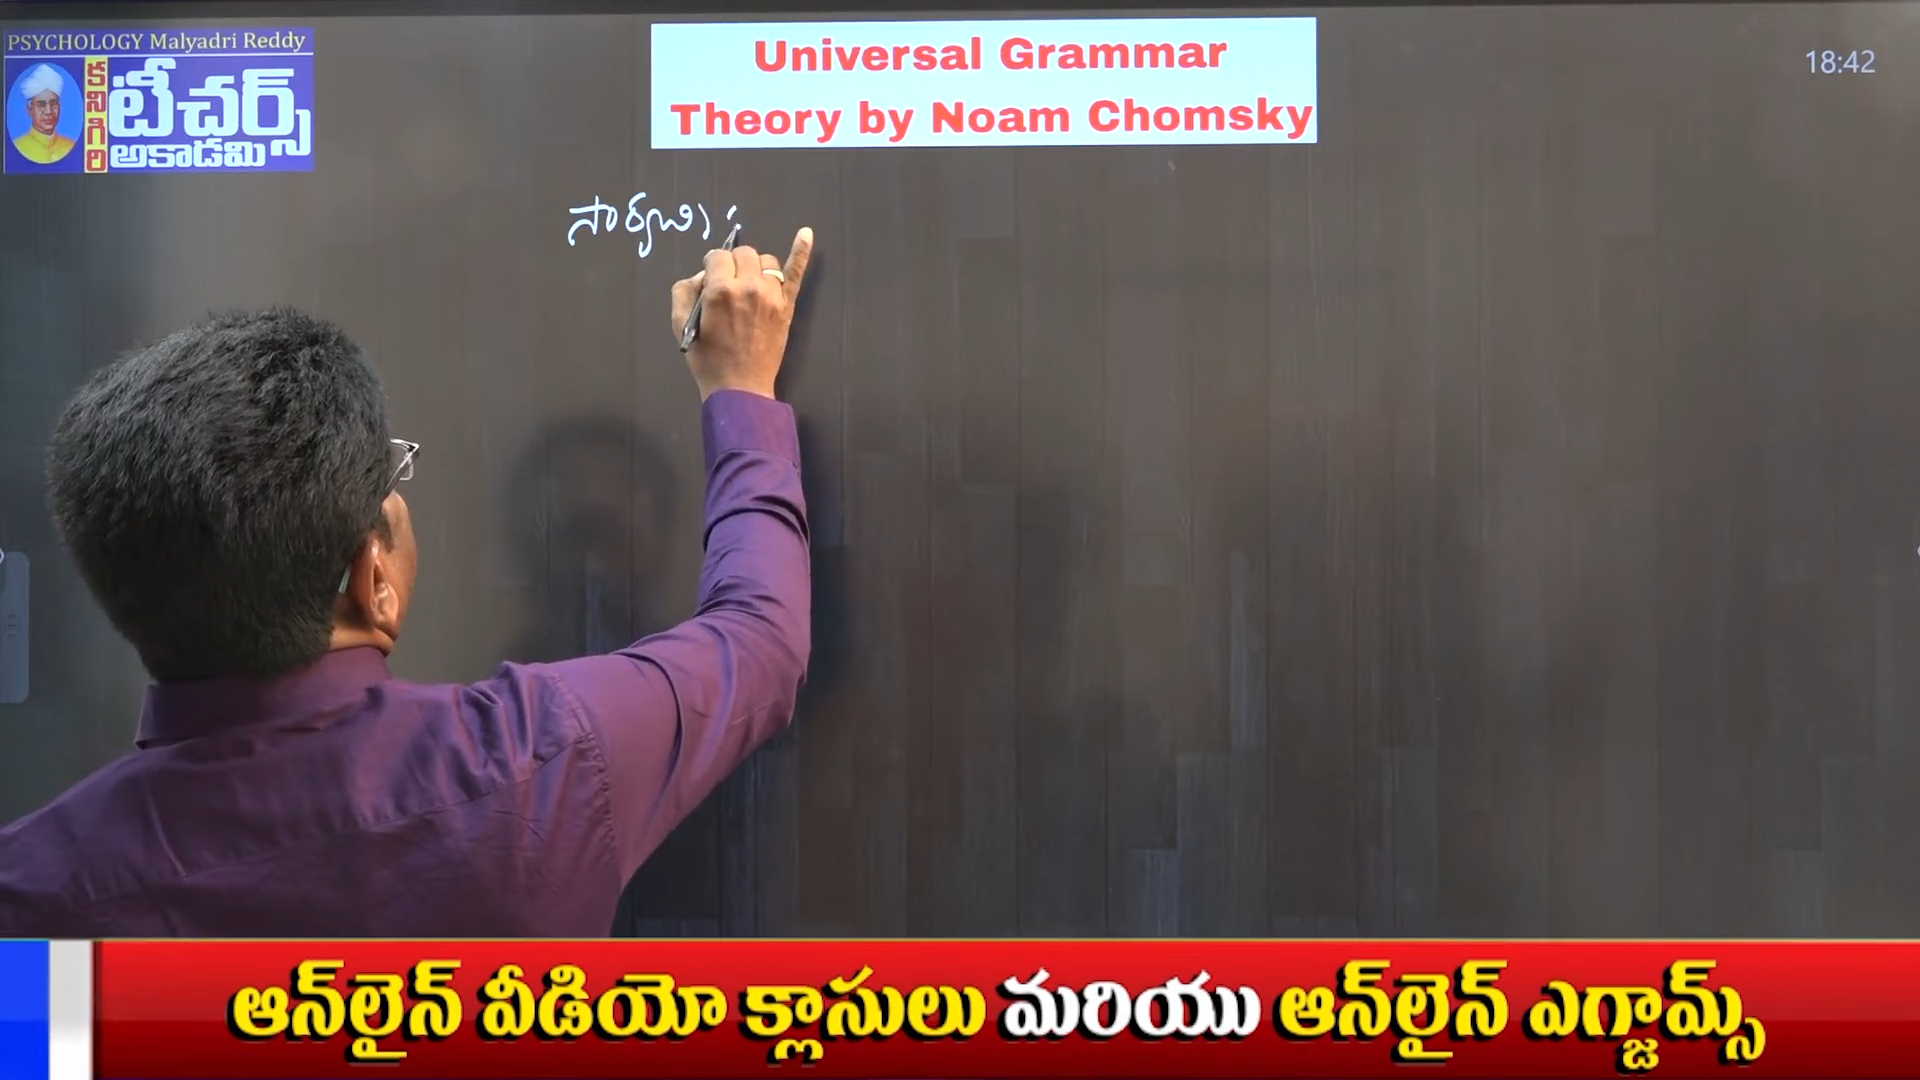 PSYCHOLOGY Malyadri Reddy
కనిగిరి
టీచర్స్
అకాడమి
Universal Grammar
Theory by Noam Chomsky
18:42
ఆన్‌లైన్ వీడియో క్లాసులు మరియు ఆన్‌లైన్ ఎగ్జామ్స్